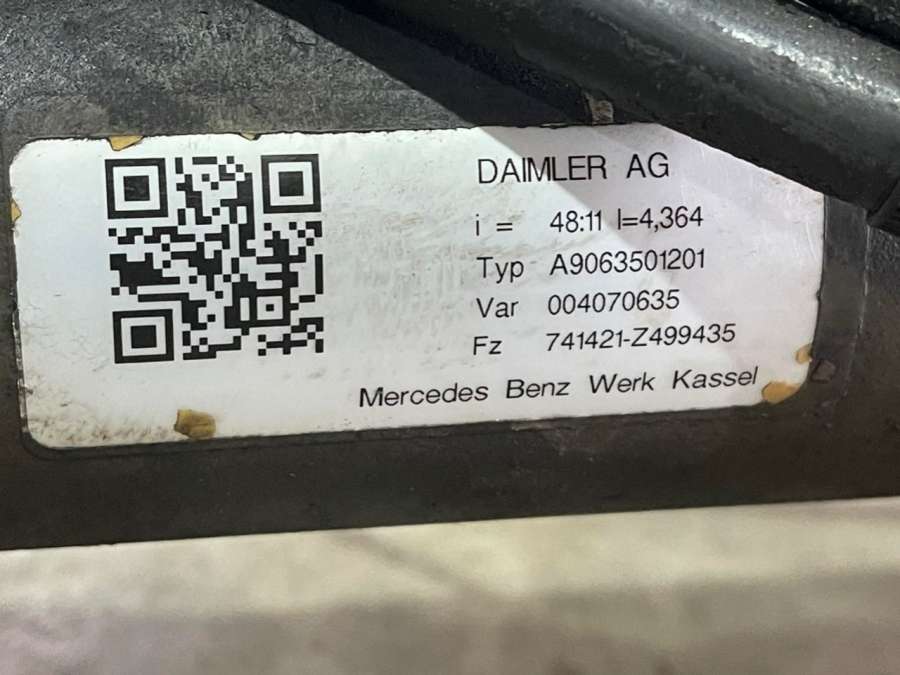 DAIMLER AG
i = 48:11 I=4,364
Typ A9063501201
Var 004070635
Fz 741421-Z499435
Mercedes Benz Werk Kassel